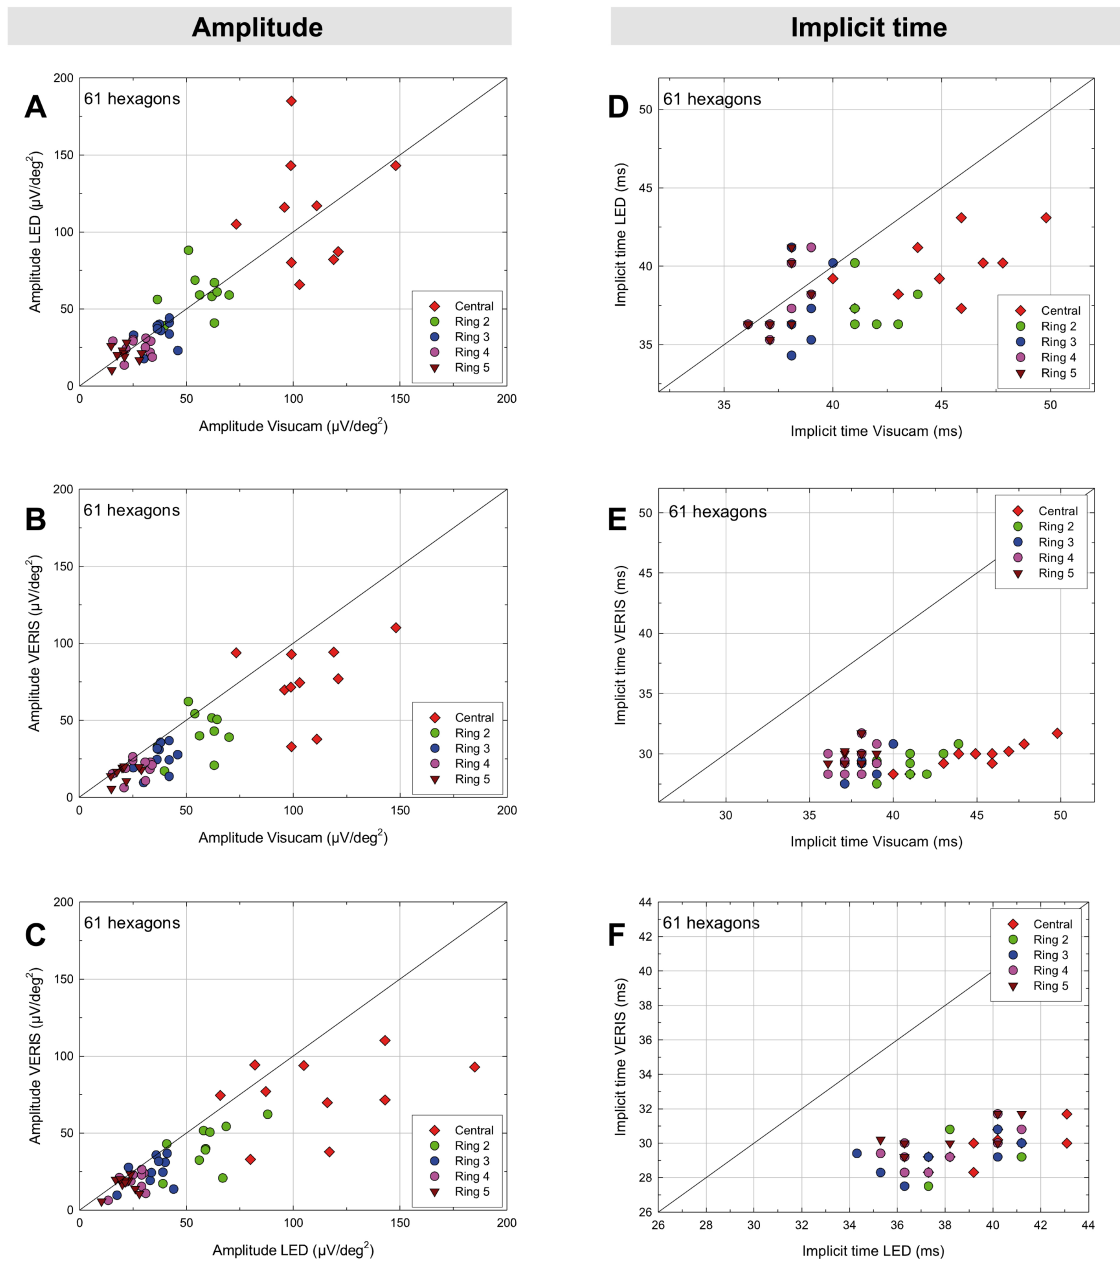 Amplitude
Implicit time
A
61 hexagons
200
150
100
50
0
0
50
100
150
200
Amplitude LED (µV/deg²)
Amplitude Visucam (µV/deg²)
Central
Ring 2
Ring 3
Ring 4
Ring 5
D
61 hexagons
50
45
40
35
35
40
45
50
Implicit time LED (ms)
Implicit time Visucam (ms)
Central
Ring 2
Ring 3
Ring 4
Ring 5
B
61 hexagons
200
150
100
50
0
0
50
100
150
200
Amplitude VERIS (µV/deg²)
Amplitude Visucam (µV/deg²)
Central
Ring 2
Ring 3
Ring 4
Ring 5
E
61 hexagons
50
45
40
35
30
30
35
40
45
50
Implicit time VERIS (ms)
Implicit time Visucam (ms)
Central
Ring 2
Ring 3
Ring 4
Ring 5
C
61 hexagons
200
150
100
50
0
0
50
100
150
200
Amplitude VERIS (µV/deg²)
Amplitude LED (µV/deg²)
Central
Ring 2
Ring 3
Ring 4
Ring 5
F
61 hexagons
44
42
40
38
36
34
32
30
28
26
26
28
30
32
34
36
38
40
42
44
Implicit time VERIS (ms)
Implicit time LED (ms)
Central
Ring 2
Ring 3
Ring 4
Ring 5